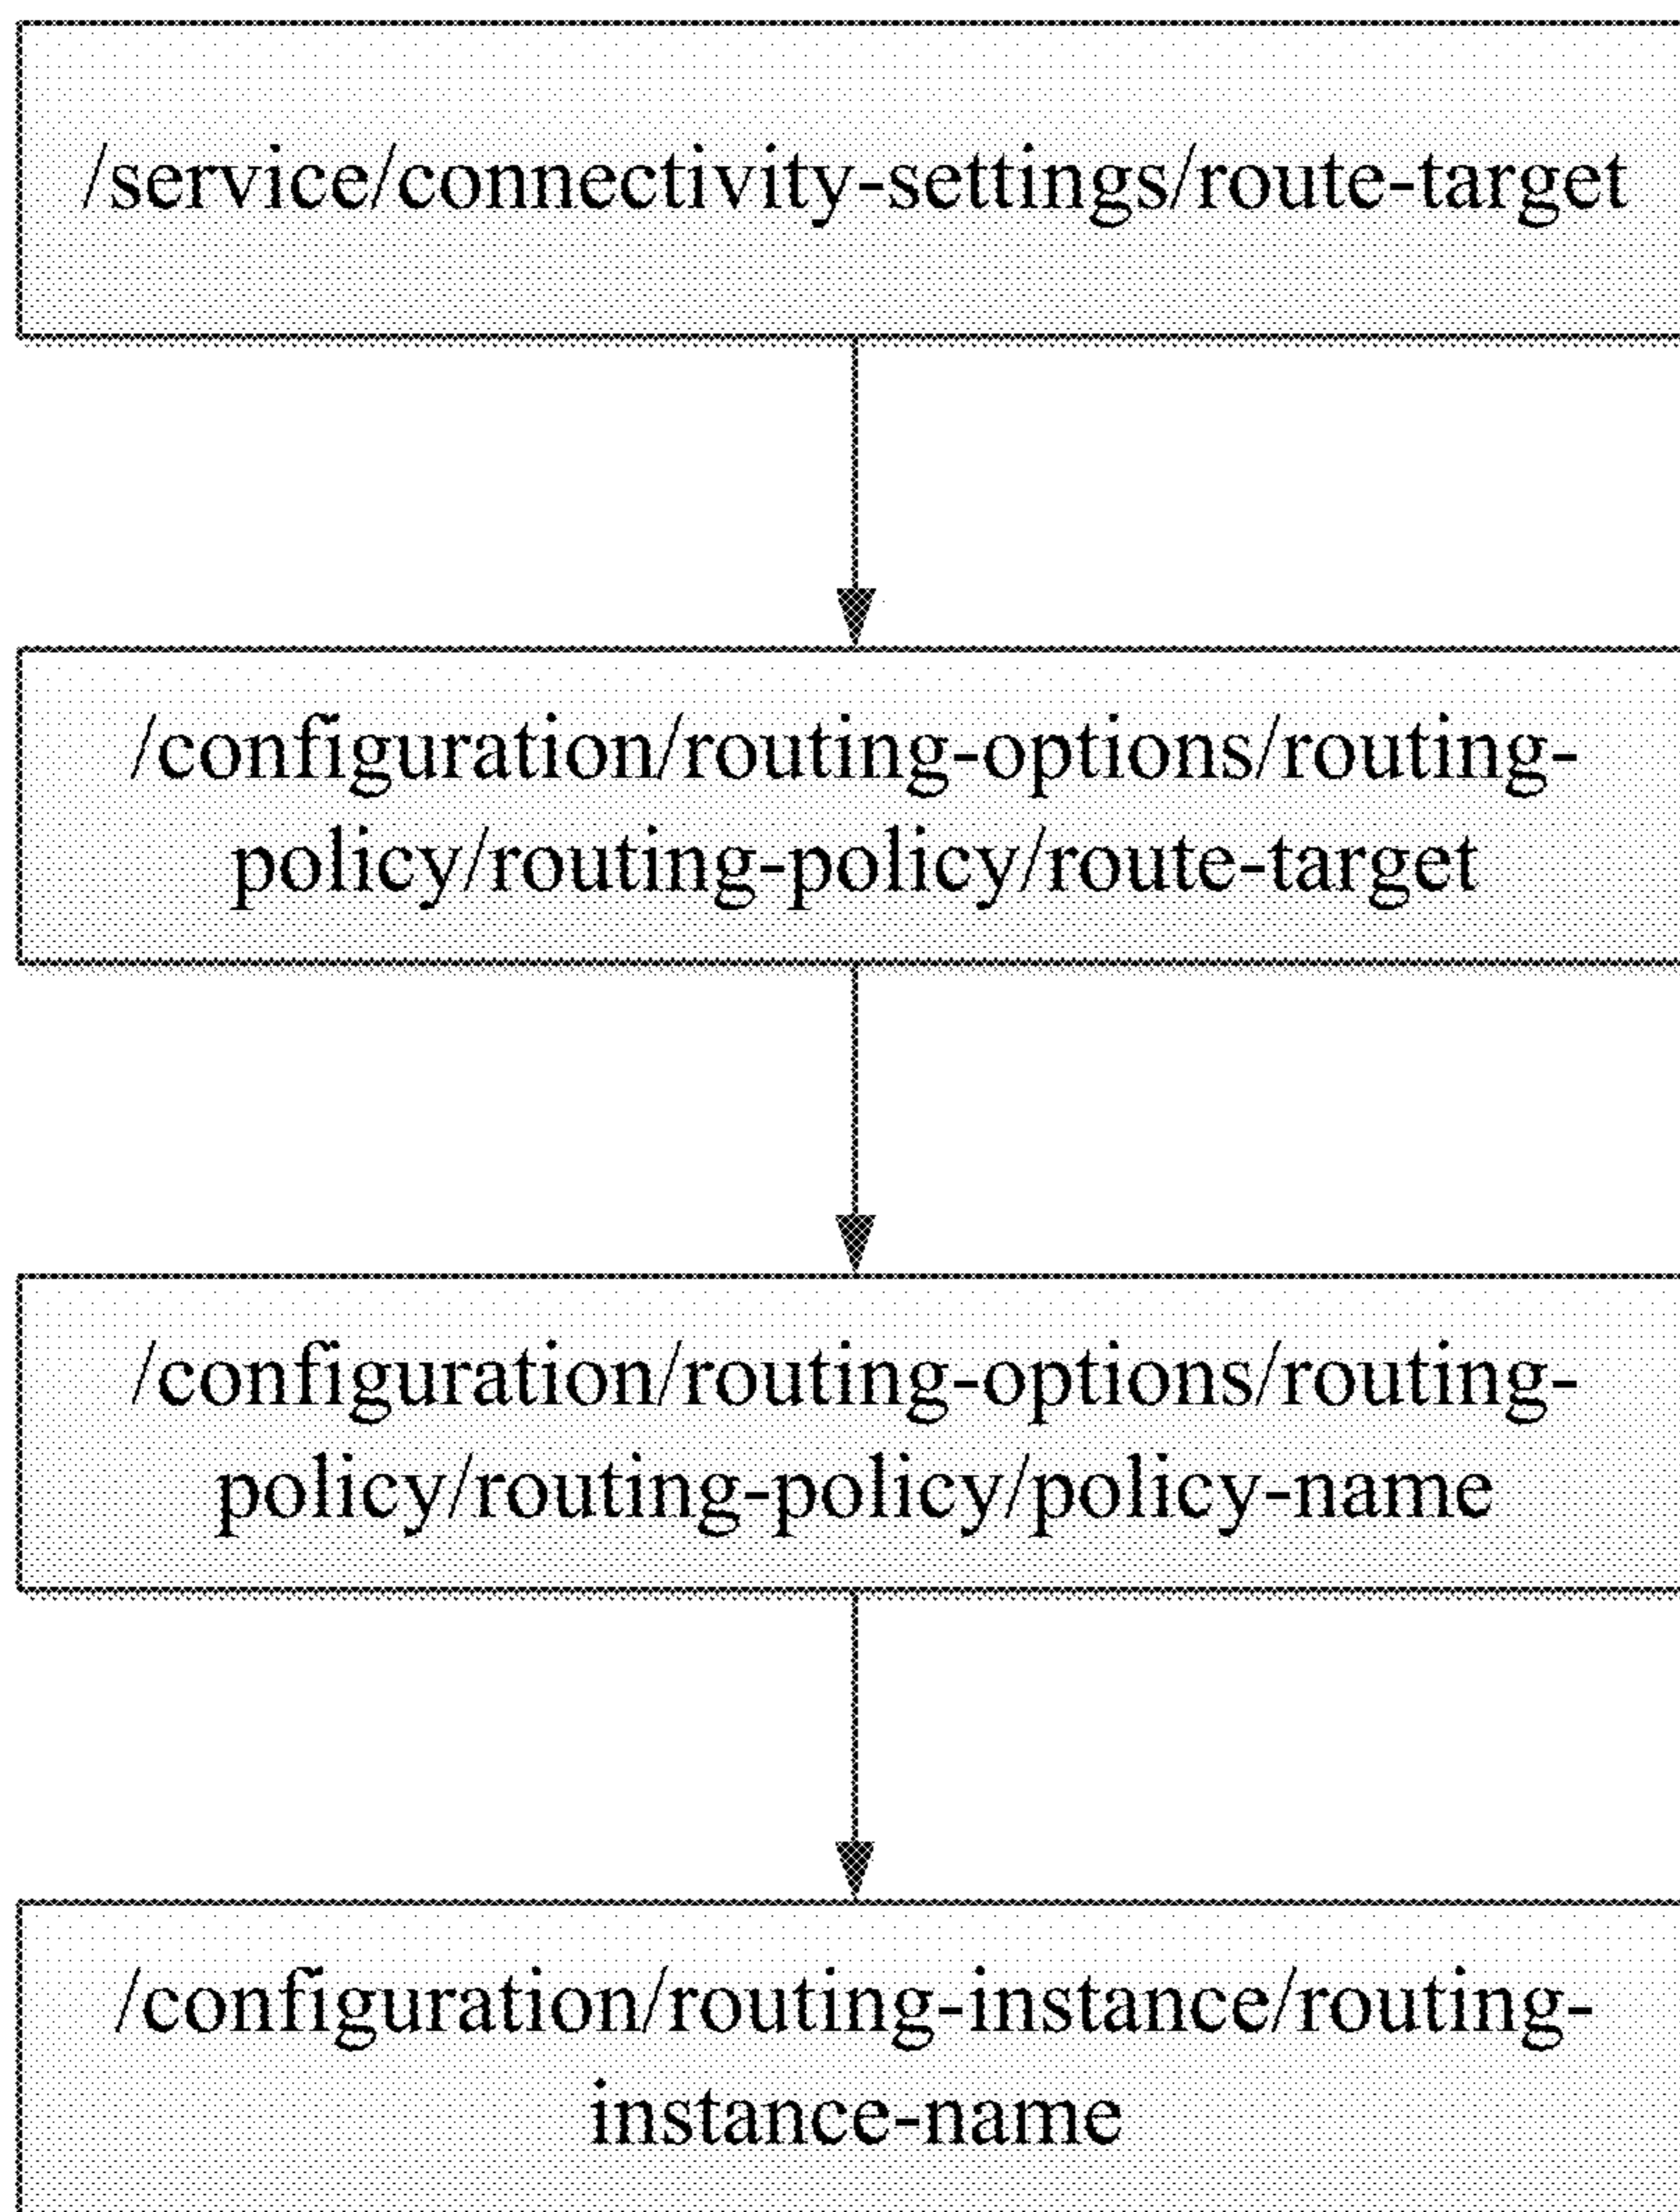 /service/connectivity-settings/route-target
/configuration/routing-options/routing-
policy/routing-policy/route-target
/configuration/routing-options/routing-
policy/routing-policy/policy-name
/configuration/routing-instance/routing-
instance-name